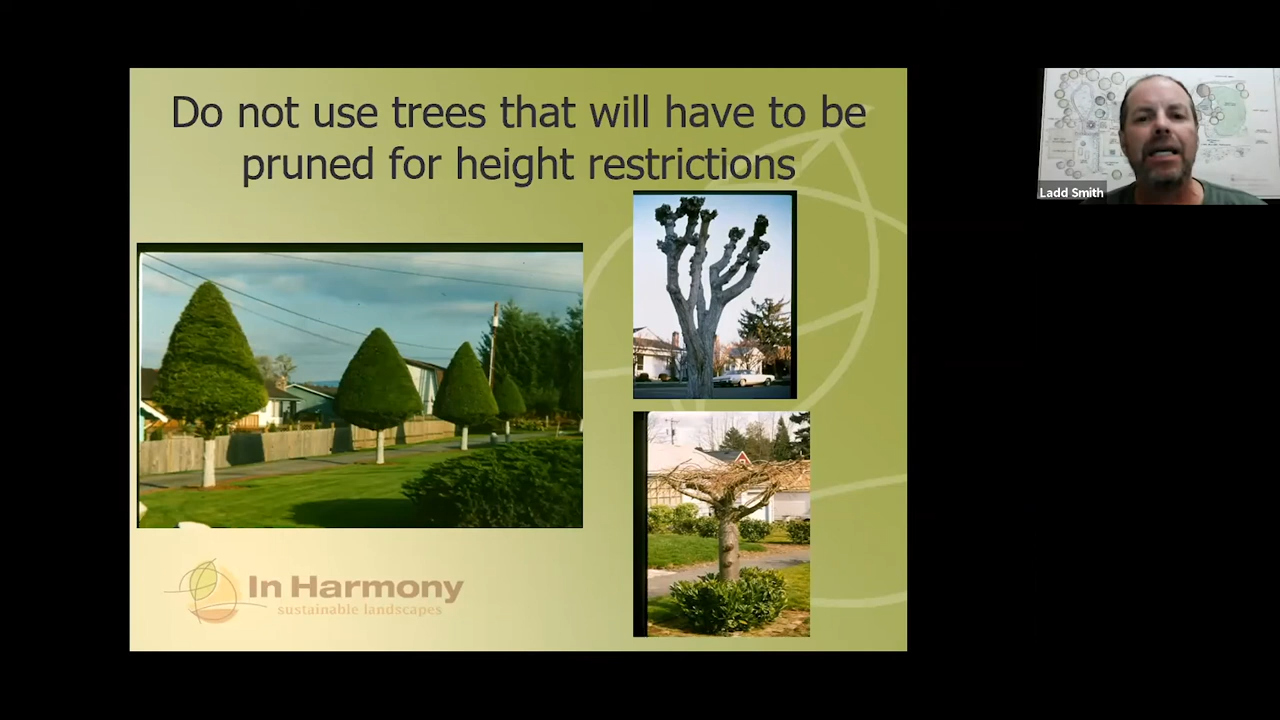 Do not use trees that will have to be
pruned for height restrictions
In Harmony
sustainable landscapes
Ladd Smith